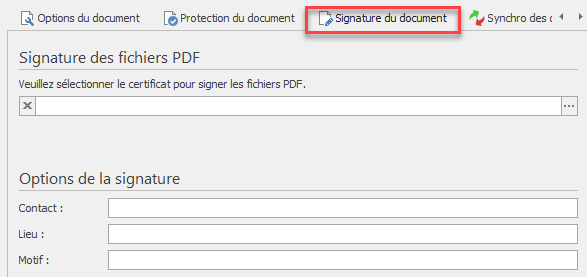 Options du document Protection du document Signature du document Synchro des
Signature des fichiers PDF
Veuillez sélectionner le certificat pour signer les fichiers PDF.
Options de la signature
Contact :
Lieu :
Motif :